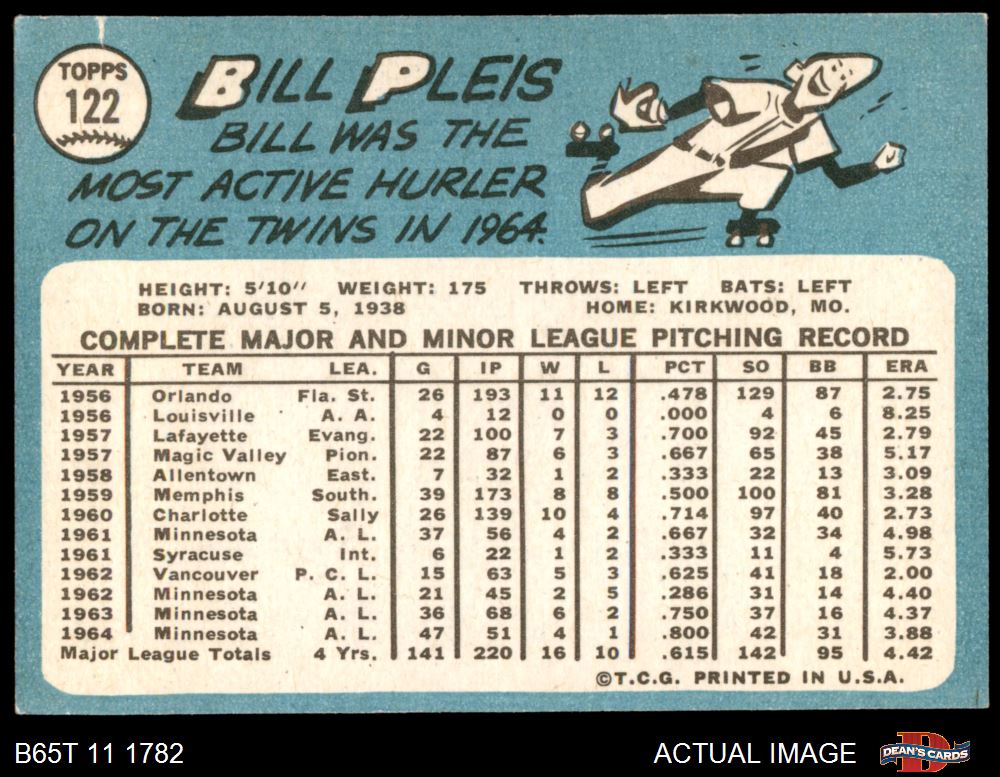 TOPPS
122
BILL PLEIS
BILL WAS THE
MOST ACTIVE HURLER
ON THE TWINS IN 1964.
HEIGHT: 5'10" WEIGHT: 175 THROWS: LEFT BATS: LEFT
BORN: AUGUST 5, 1938 HOME: KIRKWOOD, MO.
COMPLETE MAJOR AND MINOR LEAGUE PITCHING RECORD
YEAR TEAM LEA. G IP W L PCT SO BB ERA
1956 Orlando Fla. St. 26 193 11 12 .478 129 87 2.75
1956 Louisville A. A. 4 12 0 0 .000 4 6 8.25
1957 Lafayette Evang. 22 100 7 3 .700 92 45 2.79
1957 Magic Valley Pion. 22 87 6 3 .667 65 38 5.17
1958 Allentown East. 7 32 1 2 .333 22 13 3.09
1959 Memphis South. 39 173 8 8 .500 100 81 3.28
1960 Charlotte Sally 26 139 10 4 .714 97 40 2.73
1961 Minnesota A. L. 37 56 4 2 .667 32 34 4.98
1961 Syracuse Int. 6 22 1 2 .333 11 4 5.73
1962 Vancouver P. C. L. 15 63 5 3 .625 41 18 2.00
1962 Minnesota A. L. 21 45 2 5 .286 31 14 4.40
1963 Minnesota A. L. 36 68 6 2 .750 37 16 4.37
1964 Minnesota A. L. 47 51 4 1 .800 42 31 3.88
Major League Totals 4 Yrs. 141 220 16 10 .615 142 95 4.42
©T.C.G. PRINTED IN U.S.A.
B65T 11 1782 ACTUAL IMAGE D DEAN'S CARDS